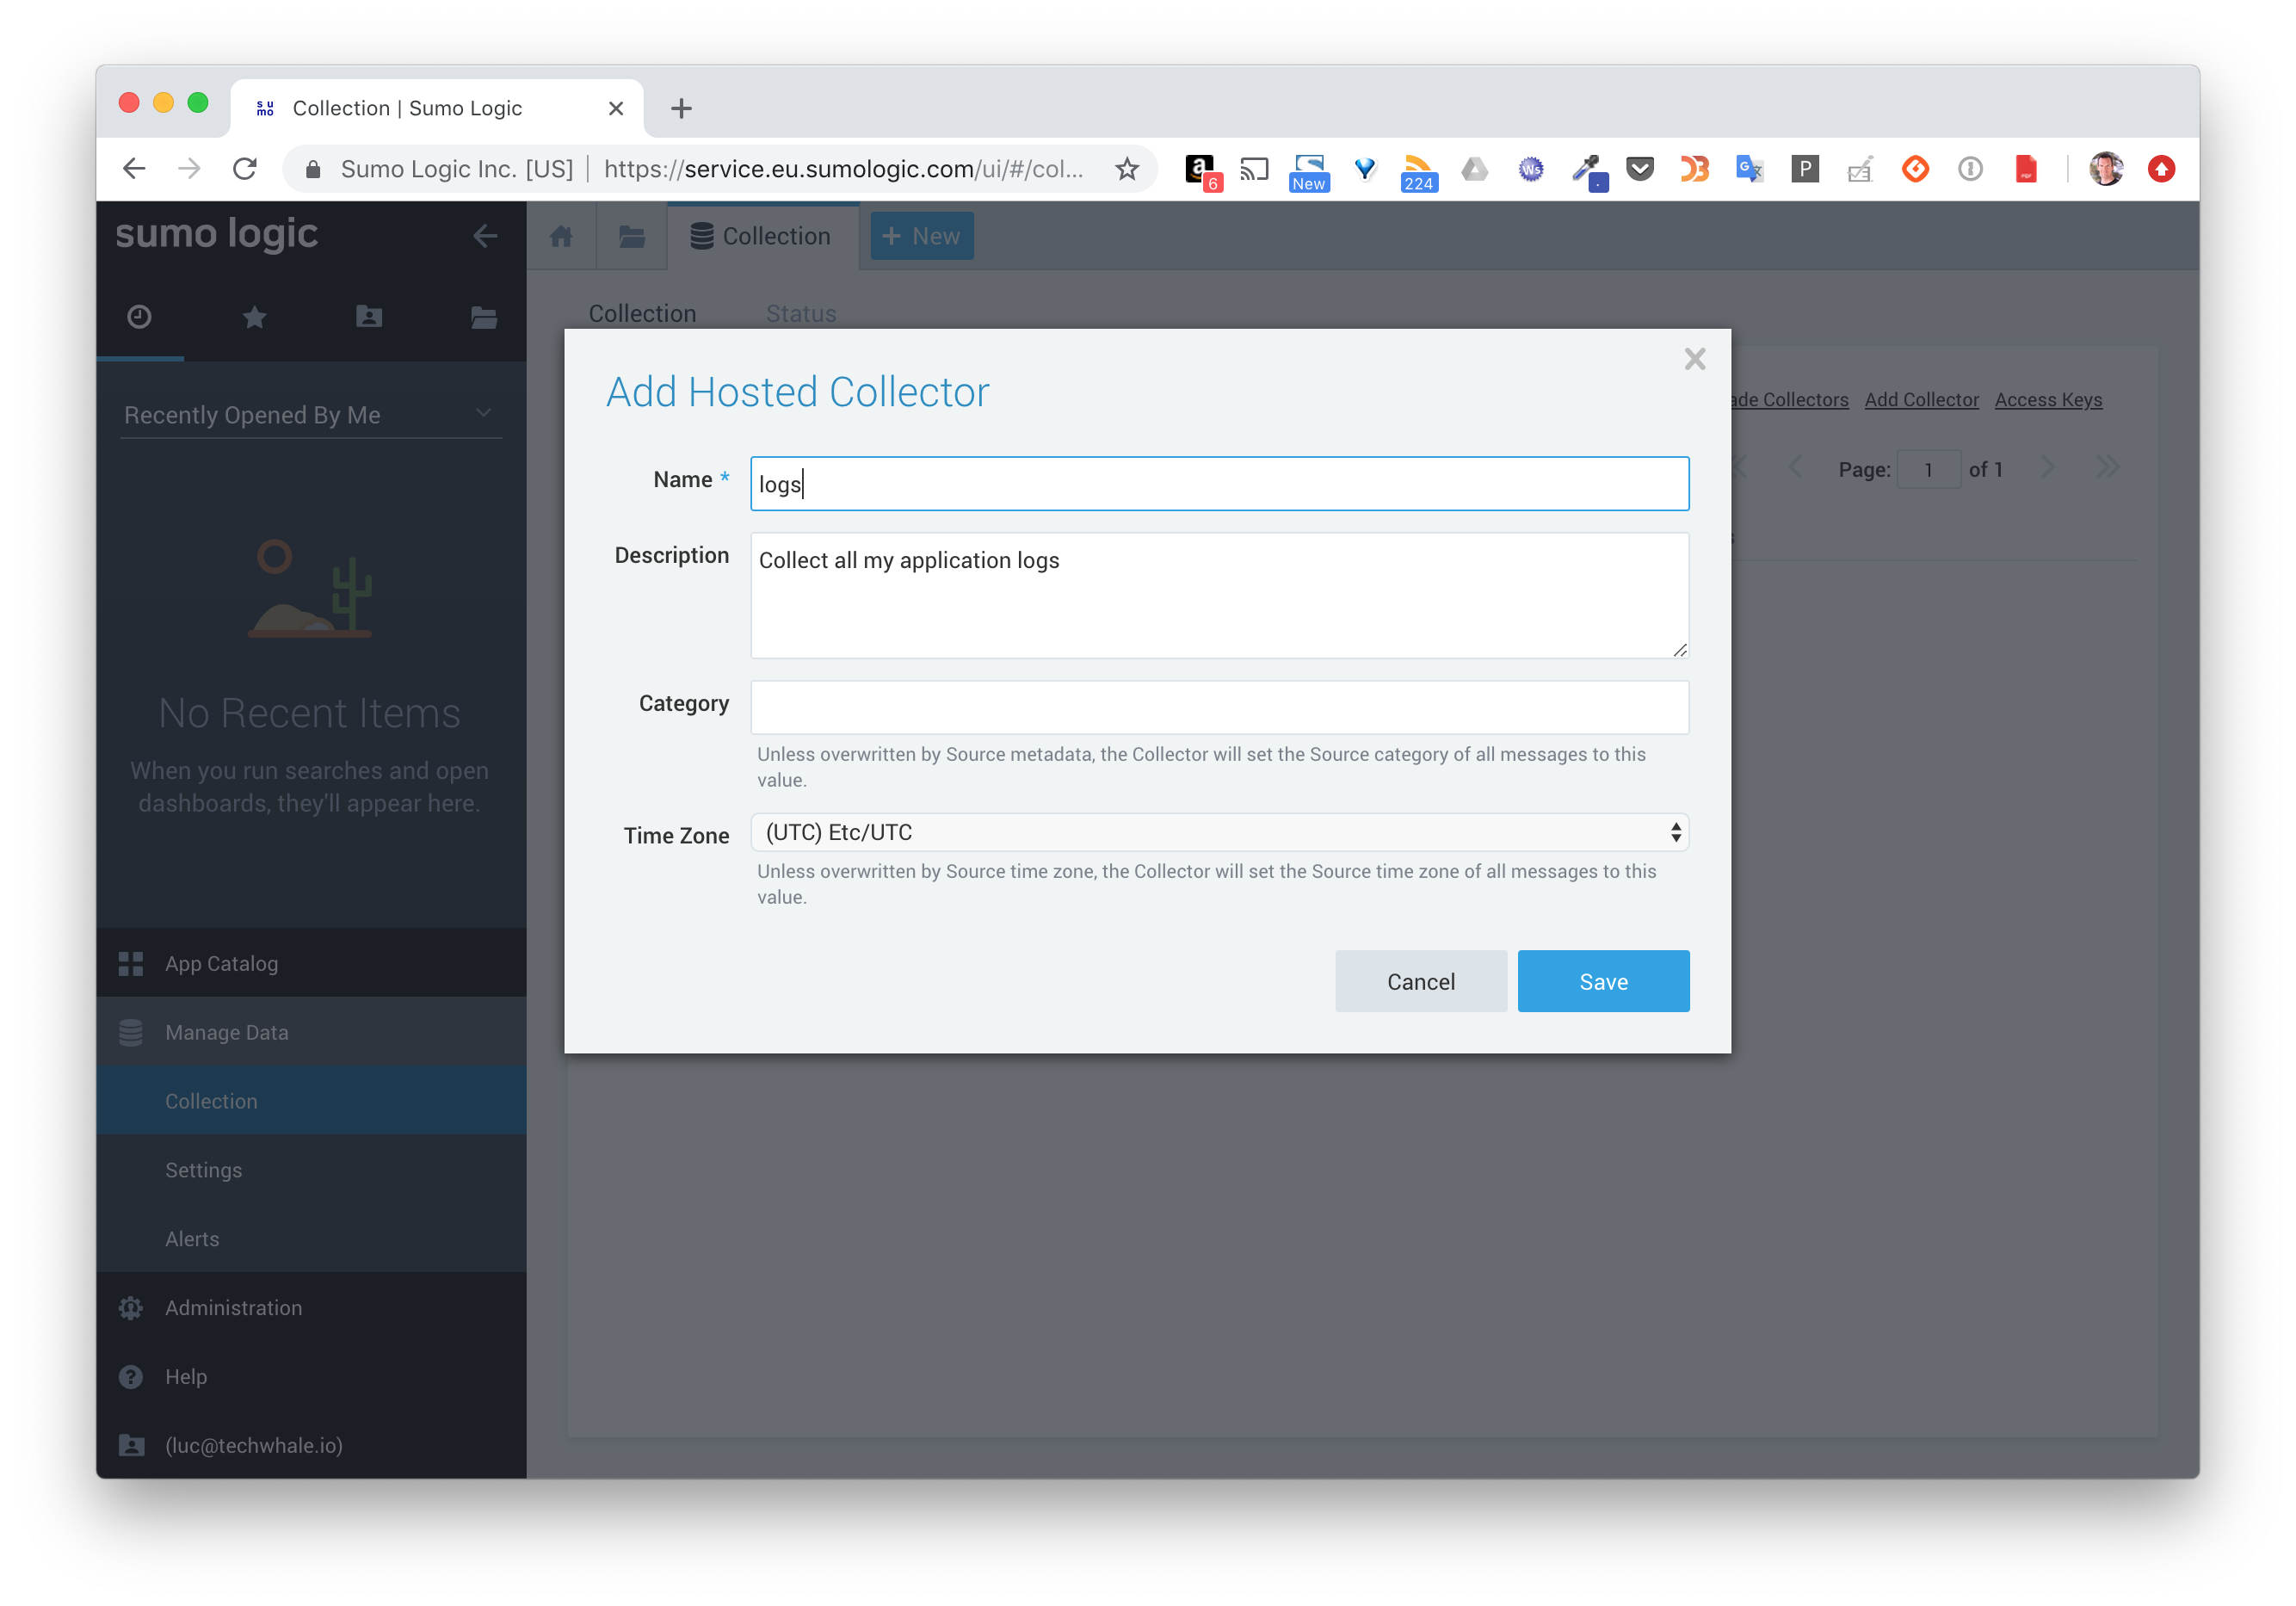 su
mo
Collection | Sumo Logic
Sumo Logic Inc. [US] | https://service.eu.sumologic.com/ui/#/col...
a 6
New
Ws
224
G
P
PDF
sumo logic
Collection
+ New
Collection Status
Recently Opened By Me
No Recent Items
When you run searches and open
dashboards, they'll appear here.
App Catalog
Manage Data
Collection
Settings
Alerts
Administration
Help
(luc@techwhale.io)
ade Collectors Add Collector Access Keys
Page: 1 of 1
Add Hosted Collector
Name * logs
Description Collect all my application logs
Category
Unless overwritten by Source metadata, the Collector will set the Source category of all messages to this
value.
Time Zone (UTC) Etc/UTC
Unless overwritten by Source time zone, the Collector will set the Source time zone of all messages to this
value.
Cancel Save